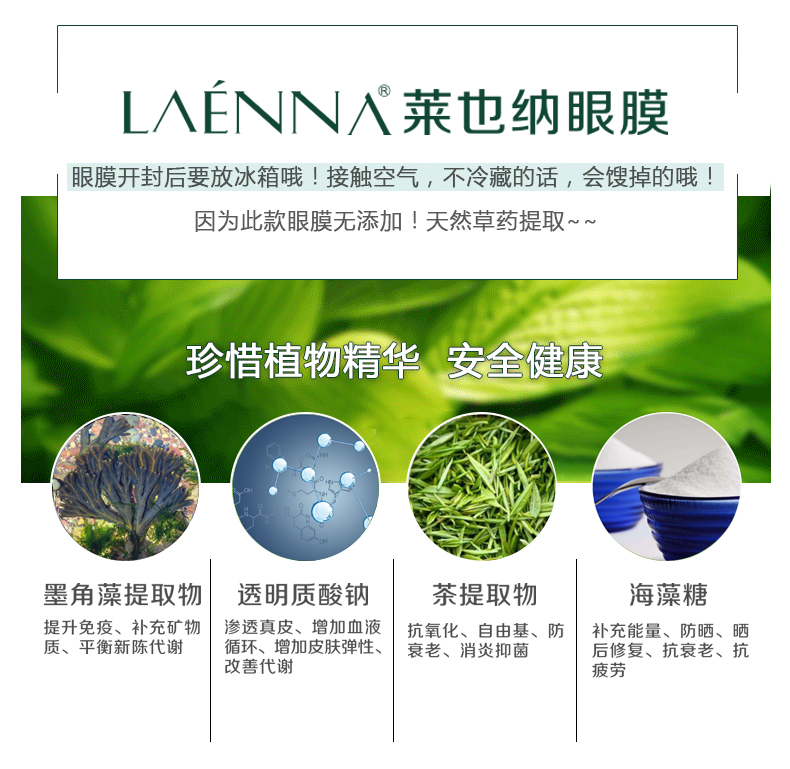 LAÉNNA® 莱也纳眼膜
眼膜开封后要放冰箱哦！接触空气，不冷藏的话，会馊掉的哦！
因为此款眼膜无添加！天然草药提取~~
珍惜植物精华 安全健康
墨角藻提取物
提升免疫、补充矿物
质、平衡新陈代谢
透明质酸钠
渗透真皮、增加血液
循环、增加皮肤弹性、
改善代谢
茶提取物
抗氧化、自由基、防
衰老、消炎抑菌
海藻糖
补充能量、防晒、晒
后修复、抗衰老、抗
疲劳